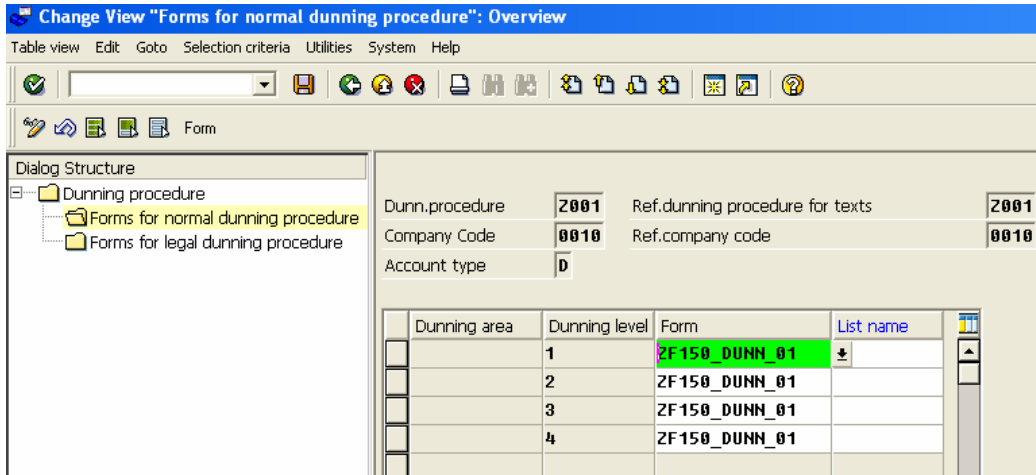 Change View "Forms for normal dunning procedure": Overview
Table view Edit Goto Selection criteria Utilities System Help
Form
Dialog Structure
Dunning procedure
Forms for normal dunning procedure
Forms for legal dunning procedure
Dunn.procedure Z001 Ref.dunning procedure for texts Z001
Company Code 0010 Ref.company code 0010
Account type D
Dunning area Dunning level Form List name
1 ZF150_DUNN_01
2 ZF150_DUNN_01
3 ZF150_DUNN_01
4 ZF150_DUNN_01